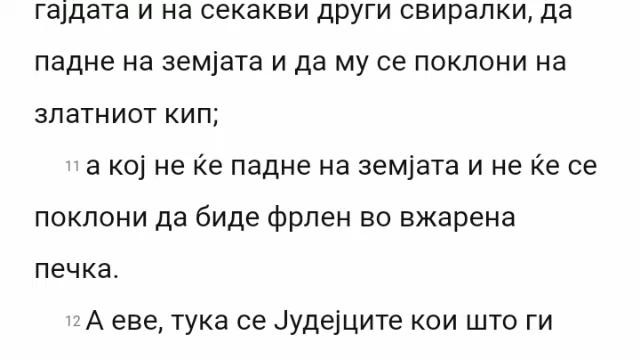 гајдата и на секакви други свиралки, да
падне на земјата и да му се поклони на
златниот кип;
11 а кој не ќе падне на земјата и не ќе се
поклони да биде фрлен во вжарена
печка.
12 А еве, тука се Јудејците кои што ги